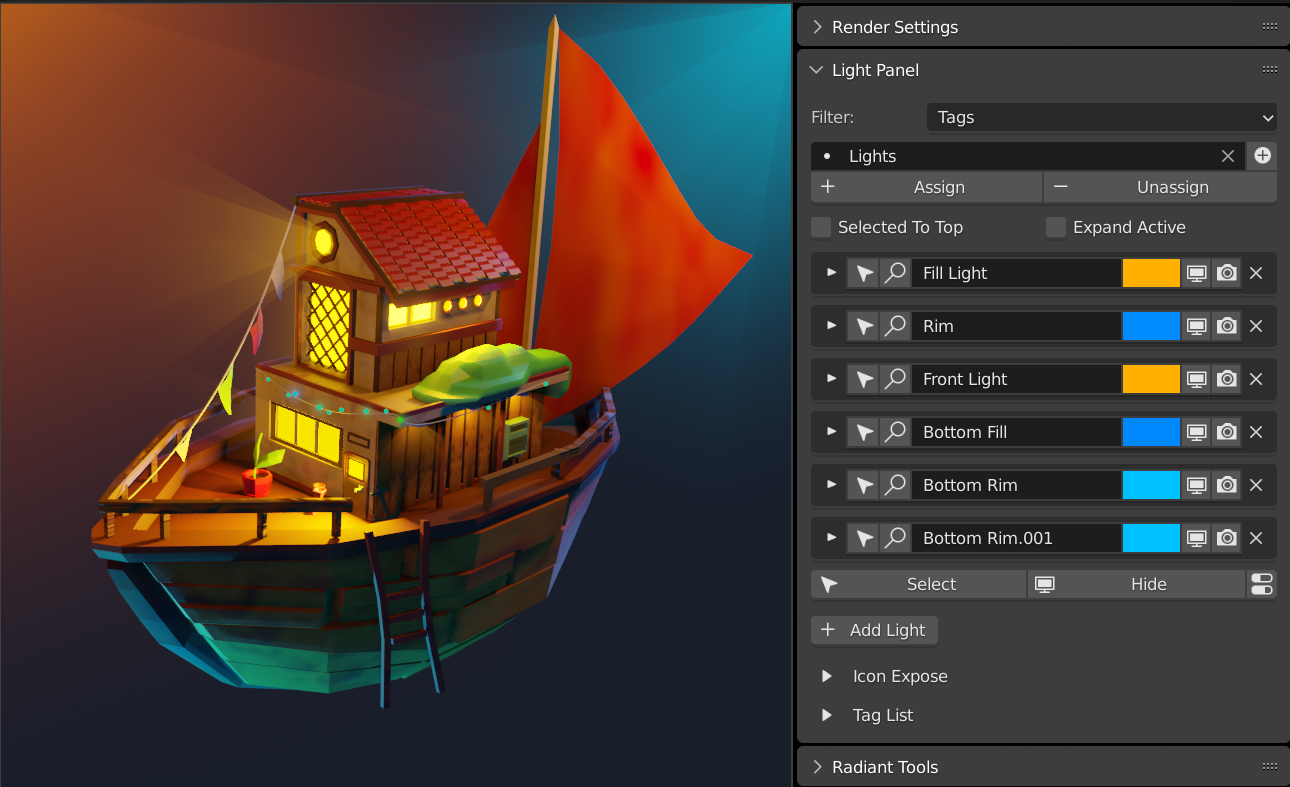 Render Settings
Light Panel
Filter: Tags
Lights
Assign Unassign
Selected To Top Expand Active
Fill Light
Rim
Front Light
Bottom Fill
Bottom Rim
Bottom Rim.001
Select Hide
Add Light
Icon Expose
Tag List
Radiant Tools